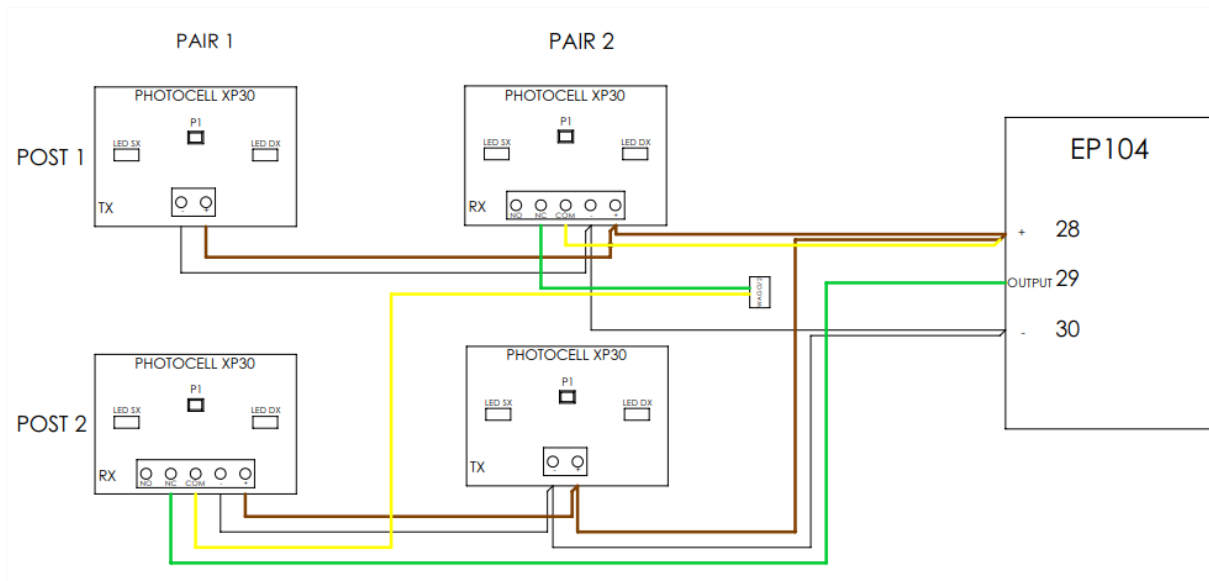 PAIR 1
PAIR 2
POST 1
PHOTOCELL XP30
P1
LED SX
LED DX
TX
-
+
PHOTOCELL XP30
P1
LED SX
LED DX
RX
NO NC COM - +
EP104
+ 28
OUTPUT 29
- 30
WAGO/2
POST 2
PHOTOCELL XP30
P1
LED SX
LED DX
RX
NO NC COM - +
PHOTOCELL XP30
P1
LED SX
LED DX
TX
-
+